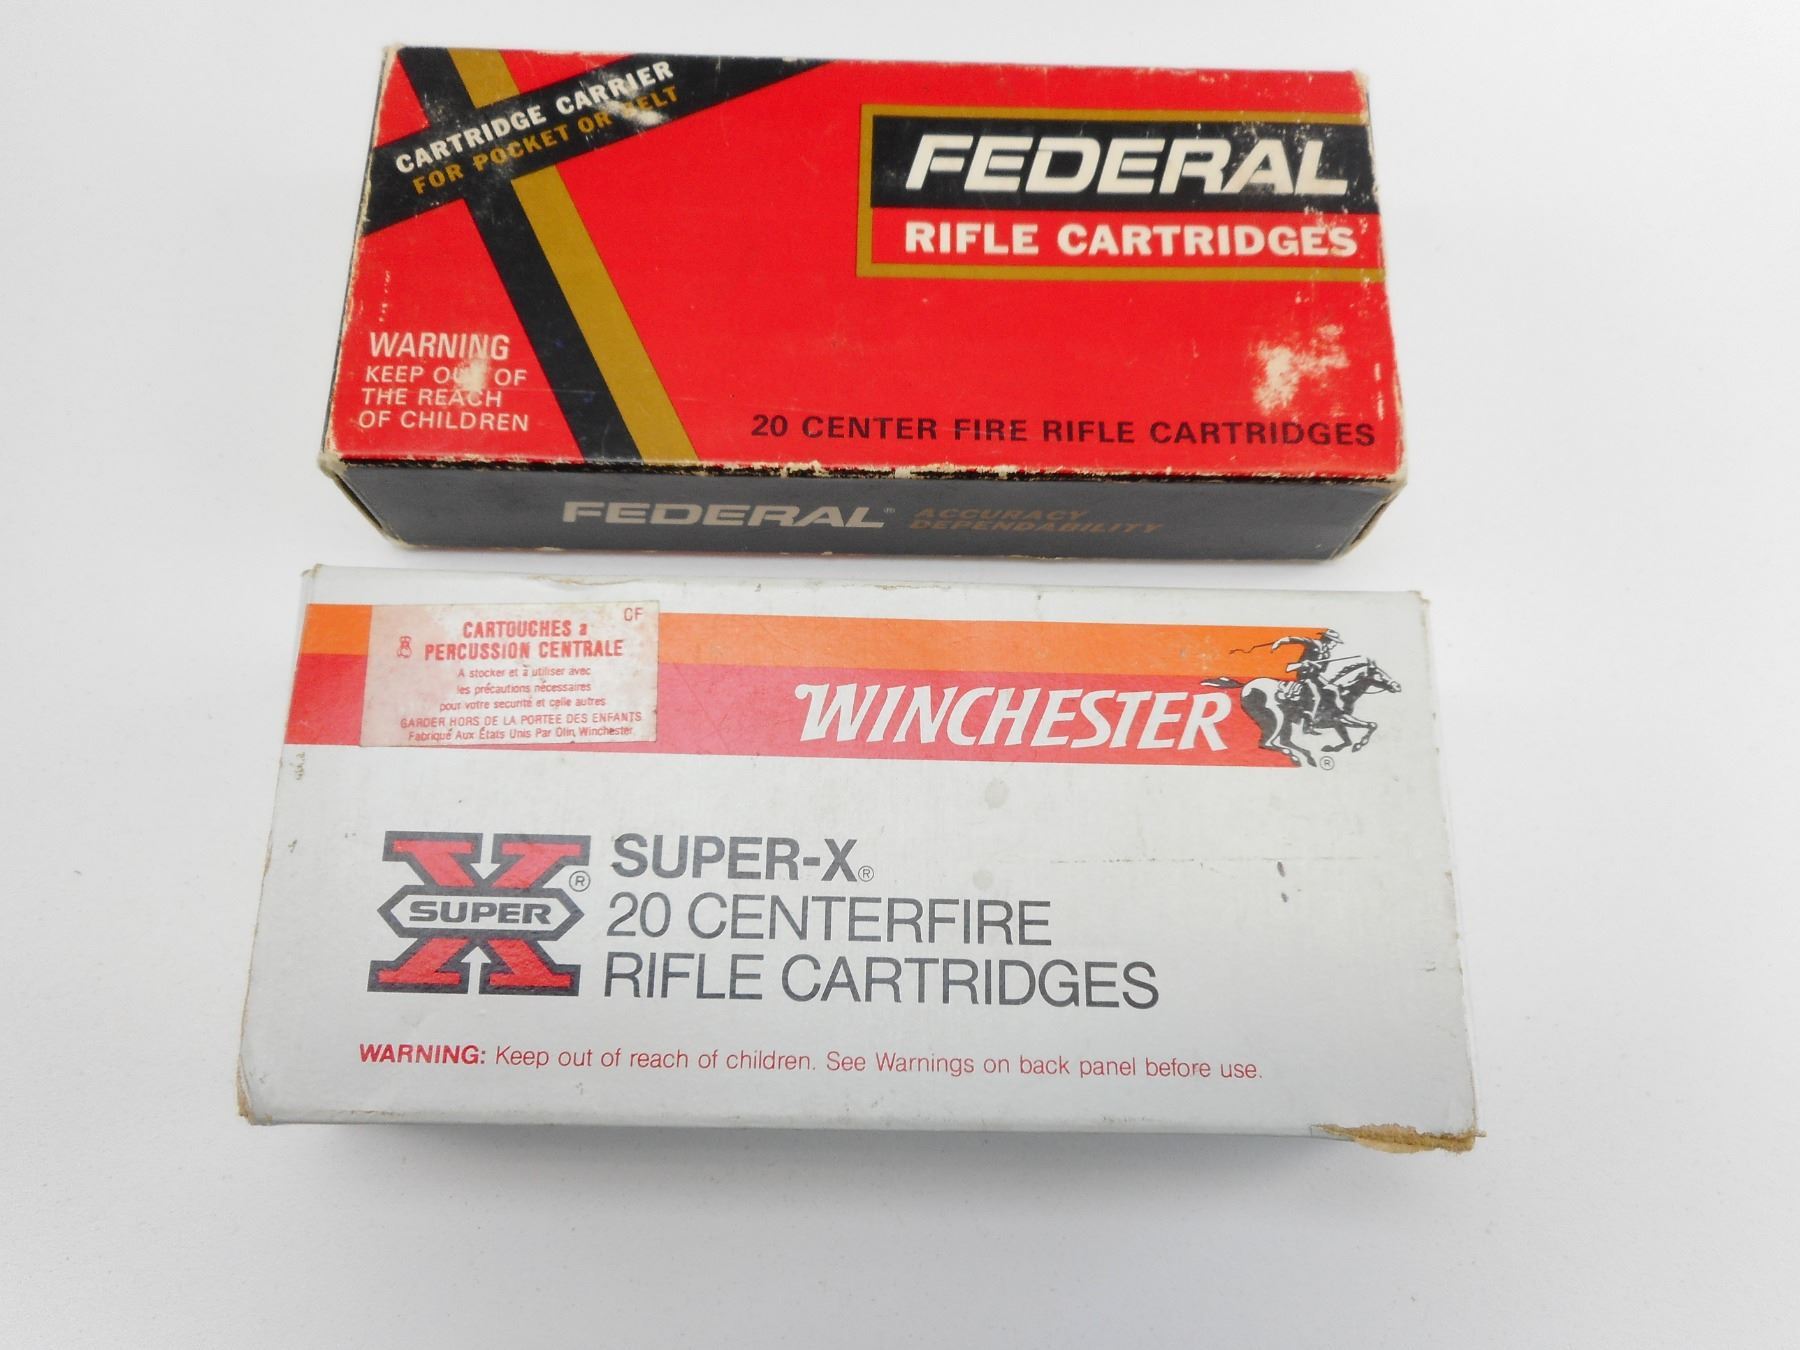 CARTRIDGE CARRIER
FOR POCKET OR BELT
FEDERAL
RIFLE CARTRIDGES
WARNING
KEEP OUT OF
THE REACH
OF CHILDREN
20 CENTER FIRE RIFLE CARTRIDGES
FEDERAL®
ACCURACY
DEPENDABILITY
CF
CARTOUCHES a
PERCUSSION CENTRALE
A stocker et à utiliser avec
les précautions nécessaires
pour votre securité et celle autres
GARDER HORS DE LA PORTEE DES ENFANTS
Fabriqué Aux États Unis Par Olin, Winchester
WINCHESTER
®
X SUPER ®
SUPER-X®
20 CENTERFIRE
RIFLE CARTRIDGES
WARNING: Keep out of reach of children. See Warnings on back panel before use.